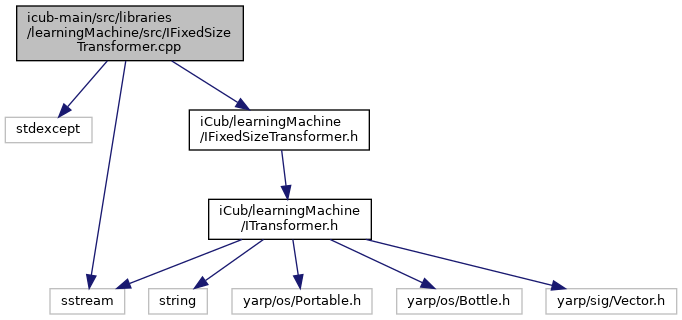 icub-main/src/libraries
/learningMachine/src/IFixedSize
Transformer.cpp
stdexcept
iCub/learningMachine
/IFixedSizeTransformer.h
iCub/learningMachine
/ITransformer.h
sstream
string
yarp/os/Portable.h
yarp/os/Bottle.h
yarp/sig/Vector.h